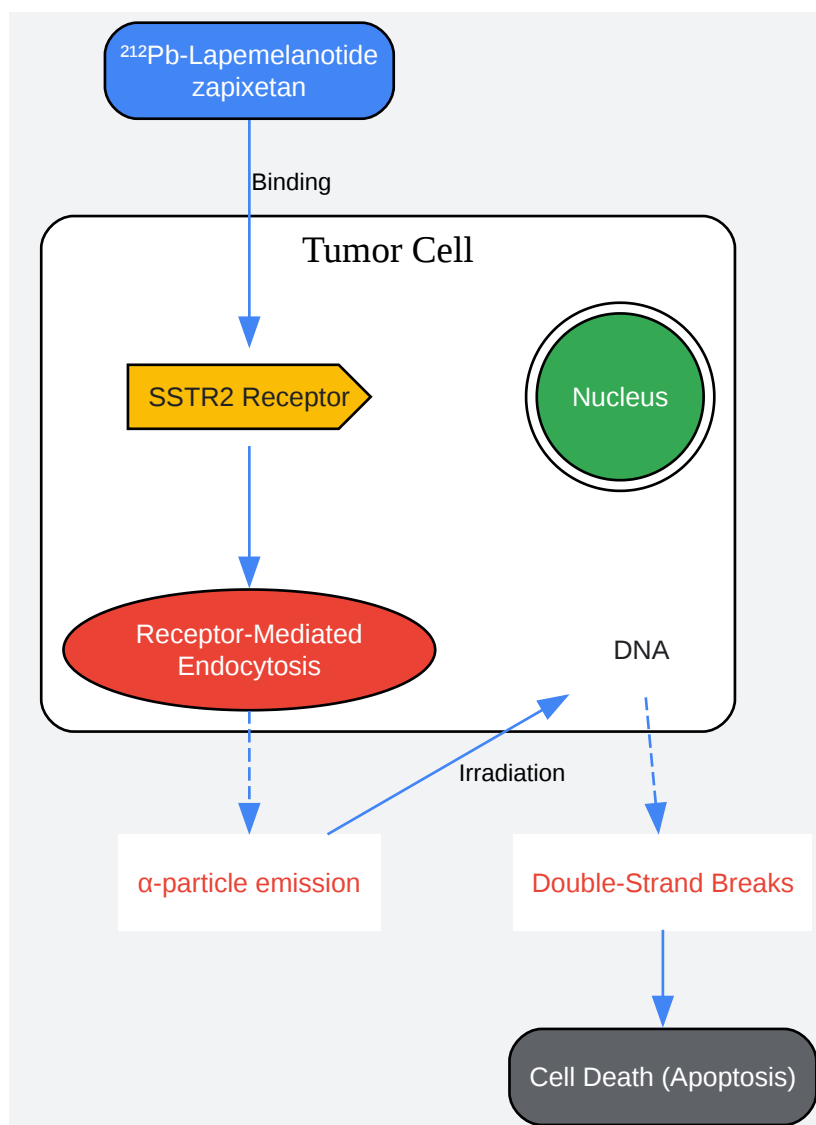 ²¹²Pb-Lapemelanotide
zapixetan
Binding
Tumor Cell
SSTR2 Receptor
Nucleus
Receptor-Mediated
Endocytosis
DNA
Irradiation
α-particle emission
Double-Strand Breaks
Cell Death (Apoptosis)